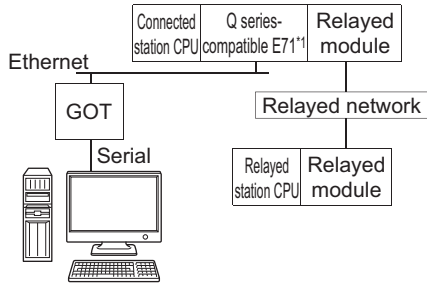 Connected
station CPU
Q series-
compatible E71*1
Relayed
module
Ethernet
GOT
Relayed network
Serial
Relayed
station CPU
Relayed
module